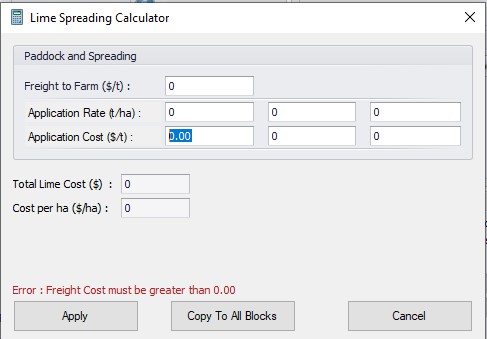 Lime Spreading Calculator
Paddock and Spreading
Freight to Farm ($/t) : 0
Application Rate (t/ha) : 0 0 0
Application Cost ($/t) : 0.00 0 0
Total Lime Cost ($) : 0
Cost per ha ($/ha) : 0
Error : Freight Cost must be greater than 0.00
Apply Copy To All Blocks Cancel